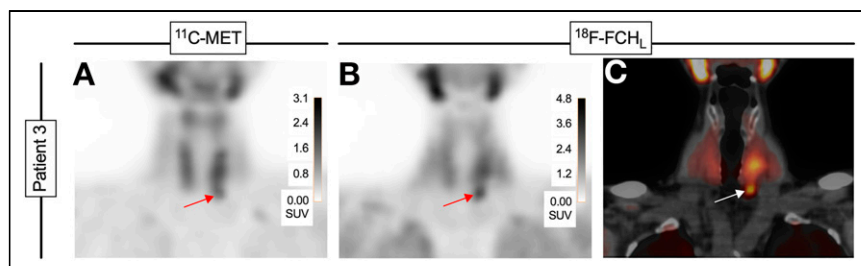 ¹¹C-MET
¹⁸F-FCHL
Patient 3
A
3.1
2.4
1.6
0.8
0.00
SUV
B
4.8
3.6
2.4
1.2
0.00
SUV
C